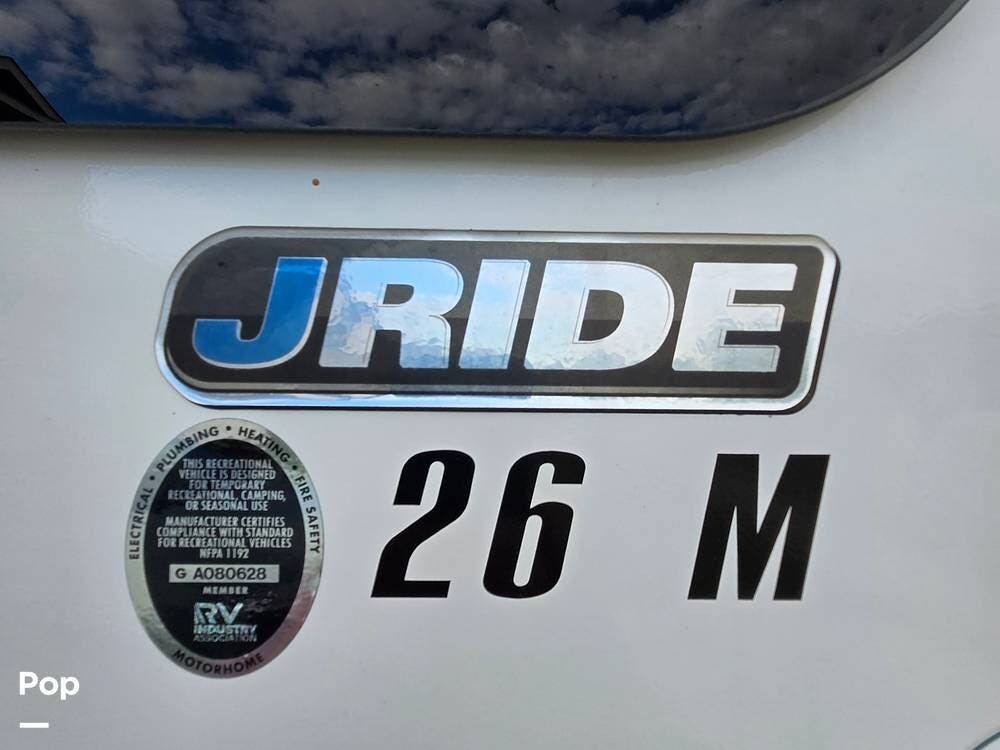 JRIDE
26 M
ELECTRICAL • PLUMBING • HEATING • FIRE SAFETY
THIS RECREATIONAL
VEHICLE IS DESIGNED
FOR TEMPORARY
RECREATIONAL, CAMPING,
OR SEASONAL USE
MANUFACTURER CERTIFIES
COMPLIANCE WITH STANDARD
FOR RECREATIONAL VEHICLES
NFPA 1192
G A080628
MEMBER
RV
INDUSTRY
ASSOCIATION
MOTORHOME
Pop